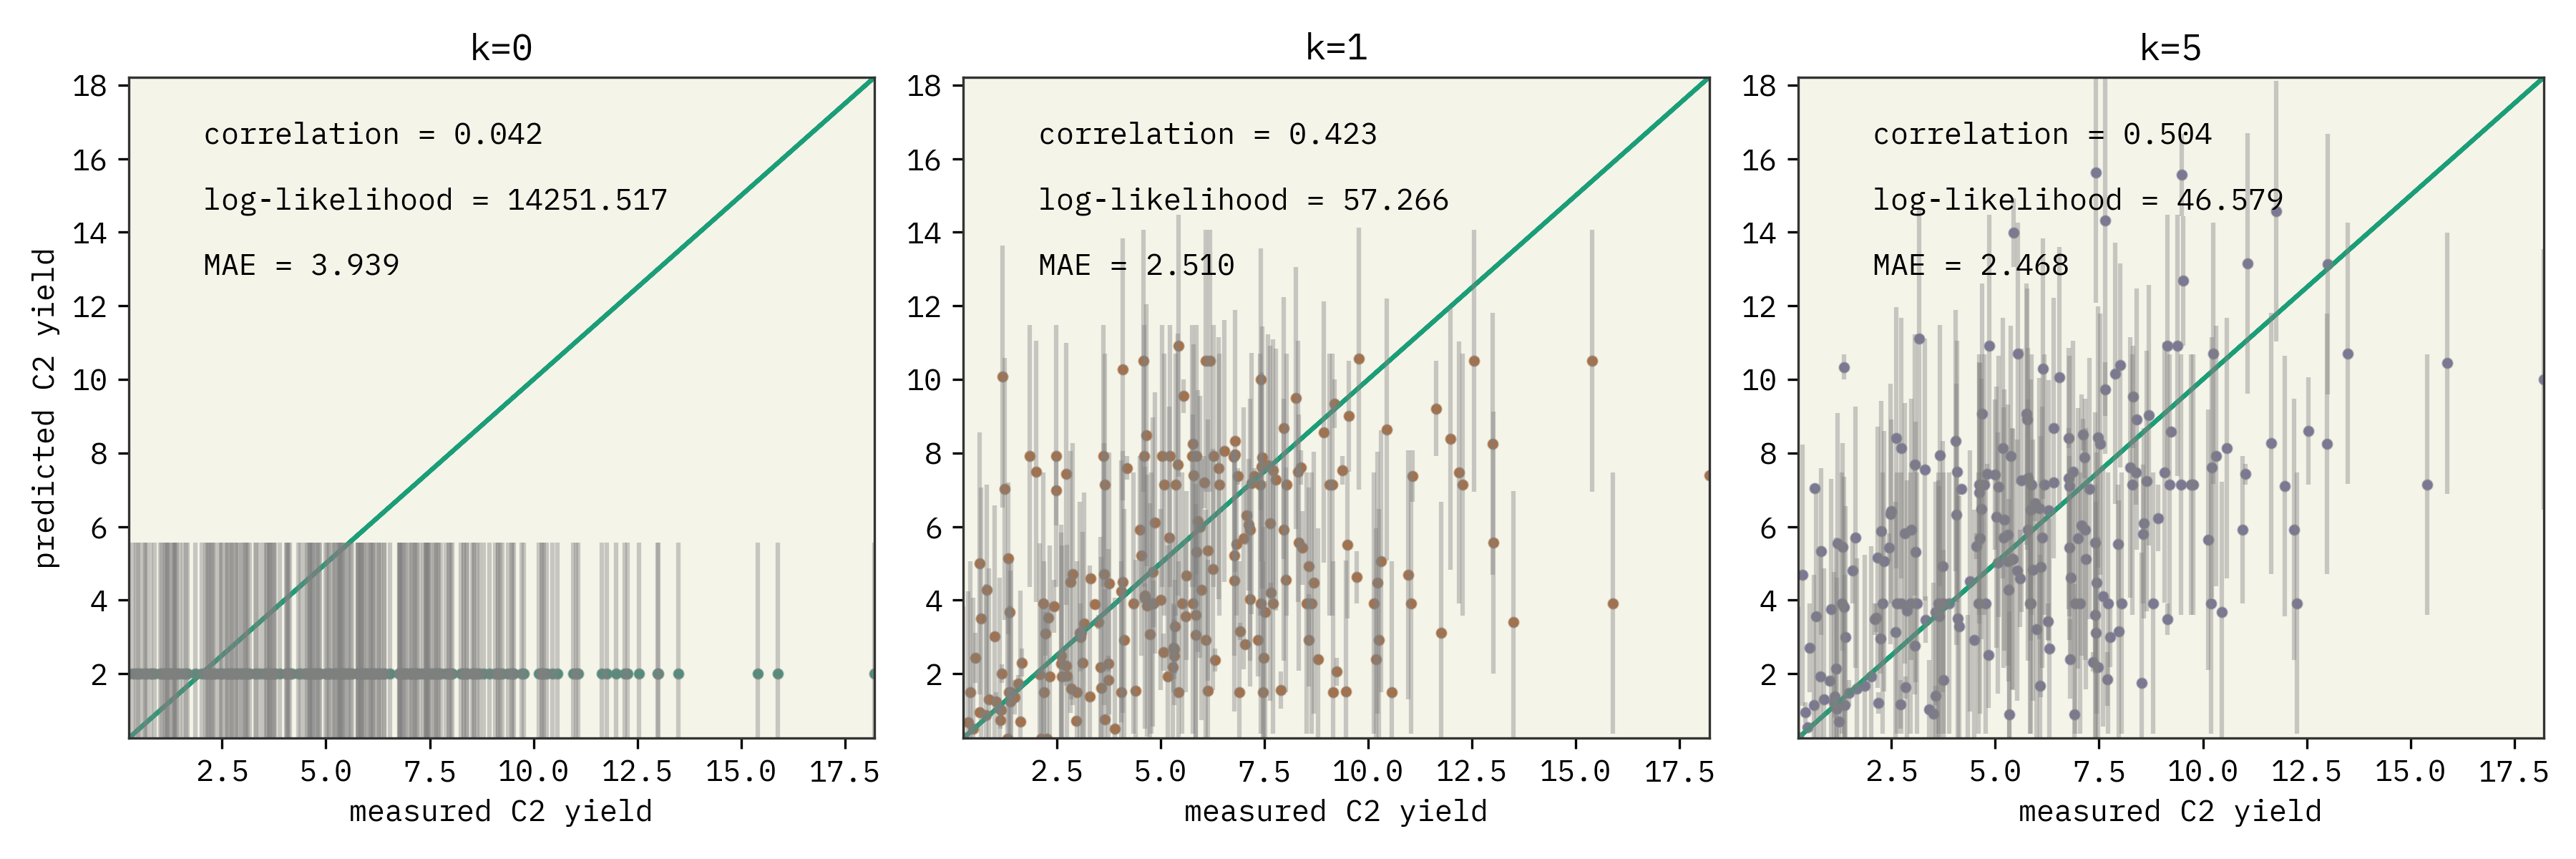 k=0
correlation = 0.042
log-likelihood = 14251.517
MAE = 3.939
predicted C2 yield
18
16
14
12
10
8
6
4
2
2.5 5.0 7.5 10.0 12.5 15.0 17.5
measured C2 yield
k=1
correlation = 0.423
log-likelihood = 57.266
MAE = 2.510
18
16
14
12
10
8
6
4
2
2.5 5.0 7.5 10.0 12.5 15.0 17.5
measured C2 yield
k=5
correlation = 0.504
log-likelihood = 46.579
MAE = 2.468
18
16
14
12
10
8
6
4
2
2.5 5.0 7.5 10.0 12.5 15.0 17.5
measured C2 yield